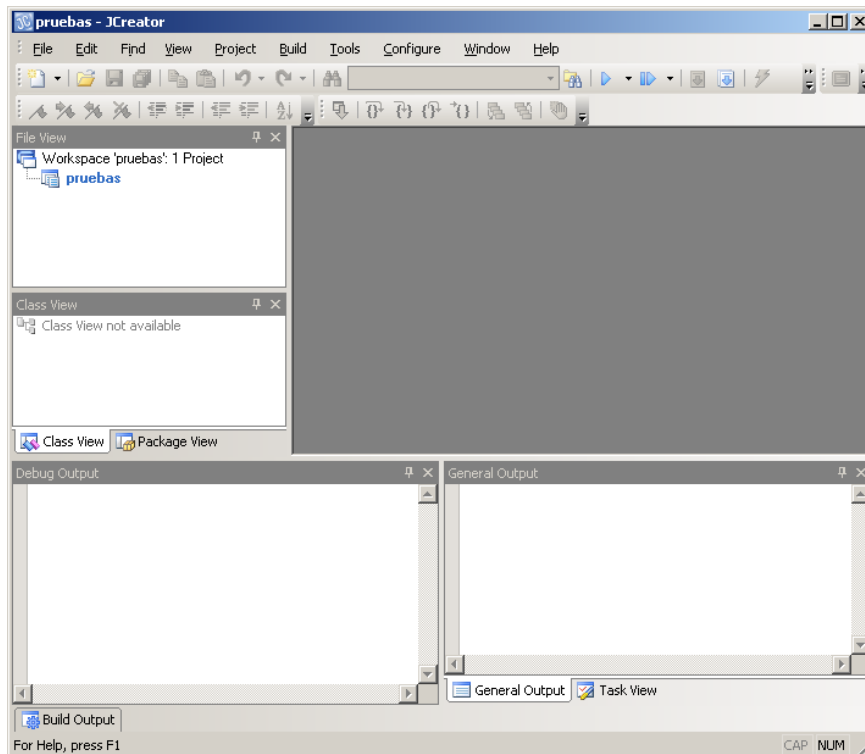 pruebas - JCreator
File Edit Find View Project Build Tools Configure Window Help
File View
Workspace 'pruebas': 1 Project
pruebas
Class View
Class View not available
Class View Package View
Debug Output
General Output
General Output Task View
Build Output
For Help, press F1 CAP NUM